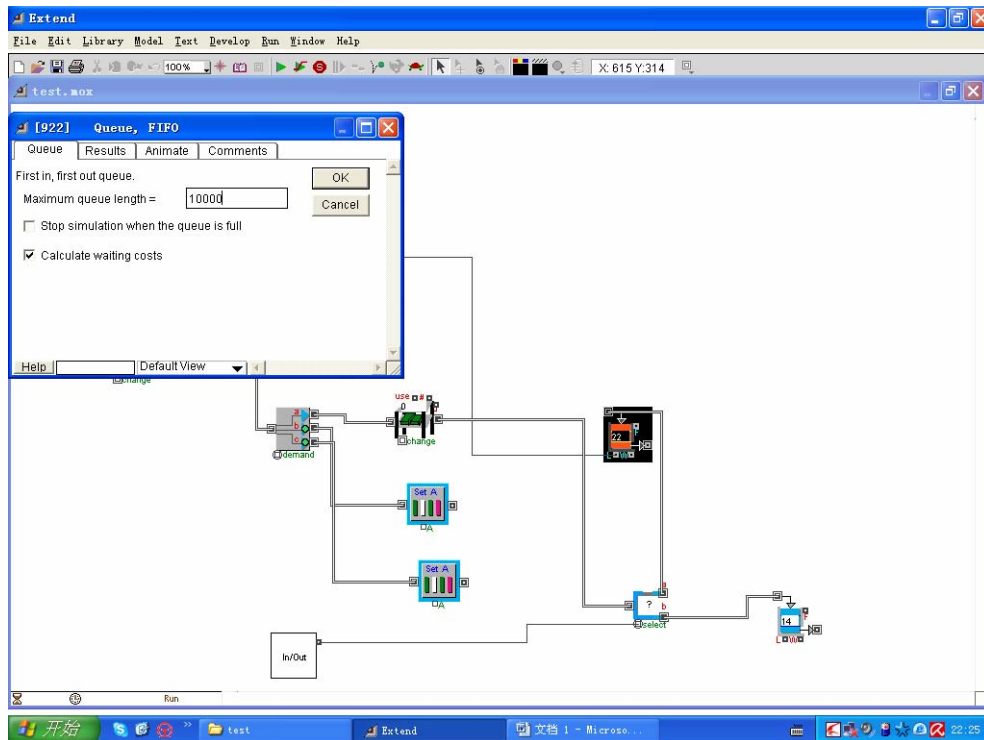 Extend
File Edit Library Model Text Develop Run Window Help
100% X: 615 Y:314
test.mox
[922] Queue, FIFO
Queue Results Animate Comments
First in, first out queue.
OK
Maximum queue length = 10000
Cancel
Stop simulation when the queue is full
Calculate waiting costs
Help Default View
change
use #
0
a
b
c
demand
change
22
F
L W
Set A
A
Set A
A
a
? b
select
14
F
L W
In/Out
Run
开始 test Extend 文档 1 - Microso... 22:25